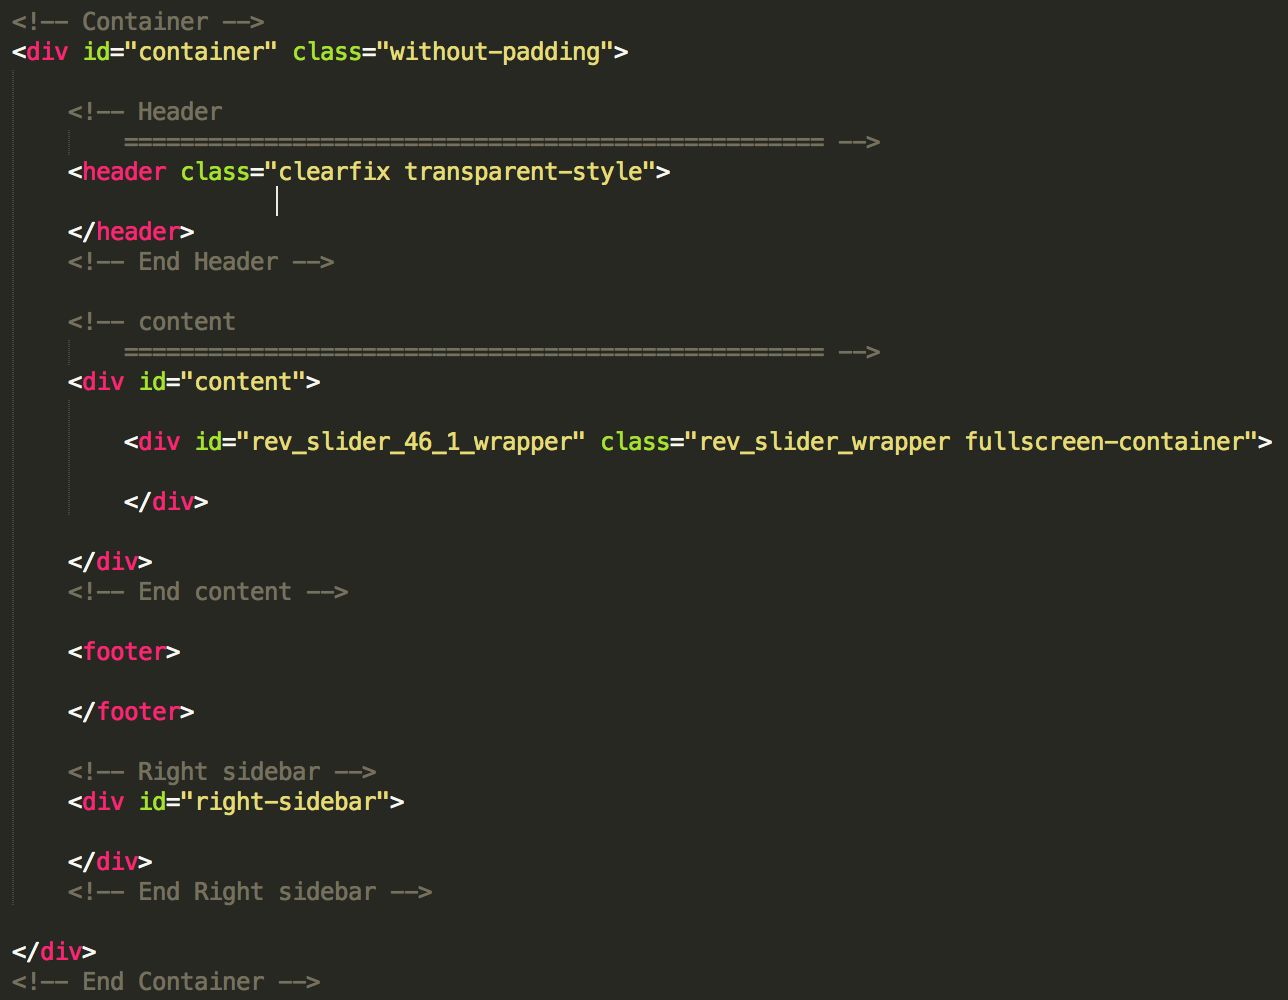 <!-- Container -->
<div id="container" class="without-padding">
<!-- Header
================================================== -->
<header class="clearfix transparent-style">
</header>
<!-- End Header -->
<!-- content
================================================== -->
<div id="content">
<div id="rev_slider_46_1_wrapper" class="rev_slider_wrapper fullscreen-container">
</div>
</div>
<!-- End content -->
<footer>
</footer>
<!-- Right sidebar -->
<div id="right-sidebar">
</div>
<!-- End Right sidebar -->
</div>
<!-- End Container -->